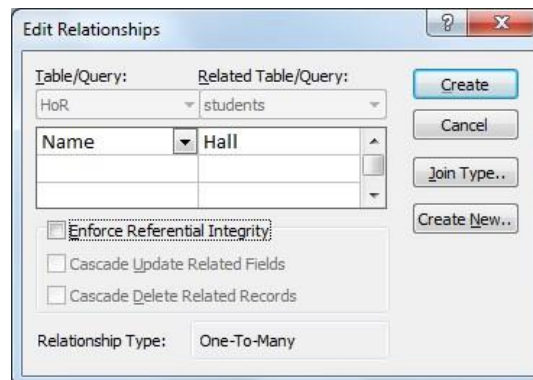 Edit Relationships
Table/Query:
Related Table/Query:
HoR
students
Name
Hall
Enforce Referential Integrity
Cascade Update Related Fields
Cascade Delete Related Records
Relationship Type:
One-To-Many
Create
Cancel
Join Type..
Create New..